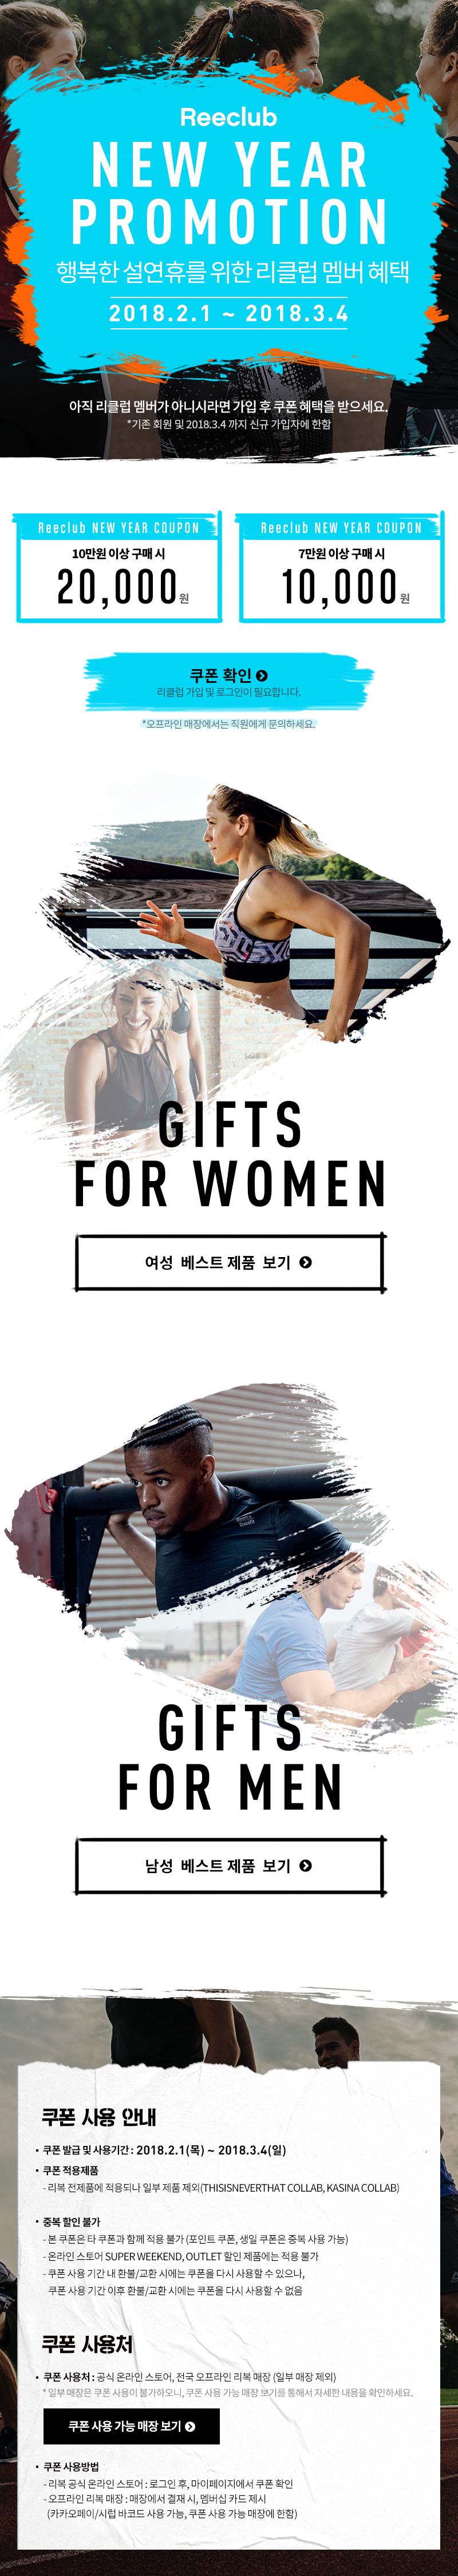 Reeclub
NEW YEAR
PROMOTION
행복한 설연휴를 위한 리클럽 멤버 혜택
2018.2.1 ~ 2018.3.4
아직 리클럽 멤버가 아니시라면 가입 후 쿠폰 혜택을 받으세요.
*기존 회원 및 2018.3.4 까지 신규 가입자에 한함
Reeclub NEW YEAR COUPON
10만원 이상 구매 시
20,000원
Reeclub NEW YEAR COUPON
7만원 이상 구매 시
10,000원
쿠폰 확인
리클럽 가입 및 로그인이 필요합니다.
*오프라인 매장에서는 직원에게 문의하세요.
GIFTS
FOR WOMEN
여성 베스트 제품 보기
GIFTS
FOR MEN
남성 베스트 제품 보기
쿠폰 사용 안내
· 쿠폰 발급 및 사용기간 : 2018.2.1(목) ~ 2018.3.4(일)
· 쿠폰 적용제품
- 리복 전제품에 적용되나 일부 제품 제외(THISISNEVERTHAT COLLAB, KASINA COLLAB)
· 중복 할인 불가
- 본 쿠폰은 타 쿠폰과 함께 적용 불가 (포인트 쿠폰, 생일 쿠폰은 중복 사용 가능)
- 온라인 스토어 SUPER WEEKEND, OUTLET 할인 제품에는 적용 불가
- 쿠폰 사용 기간 내 환불/교환 시에는 쿠폰을 다시 사용할 수 있으나,
쿠폰 사용 기간 이후 환불/교환 시에는 쿠폰을 다시 사용할 수 없음
쿠폰 사용처
· 쿠폰 사용처 : 공식 온라인 스토어, 전국 오프라인 리복 매장 (일부 매장 제외)
* 일부 매장은 쿠폰 사용이 불가하오니, 쿠폰 사용 가능 매장 보기를 통해서 자세한 내용을 확인하세요.
쿠폰 사용 가능 매장 보기
· 쿠폰 사용방법
- 리복 공식 온라인 스토어 : 로그인 후, 마이페이지에서 쿠폰 확인
- 오프라인 리복 매장 : 매장에서 결재 시, 멤버십 카드 제시
(카카오페이/시럽 바코드 사용 가능, 쿠폰 사용 가능 매장에 한함)